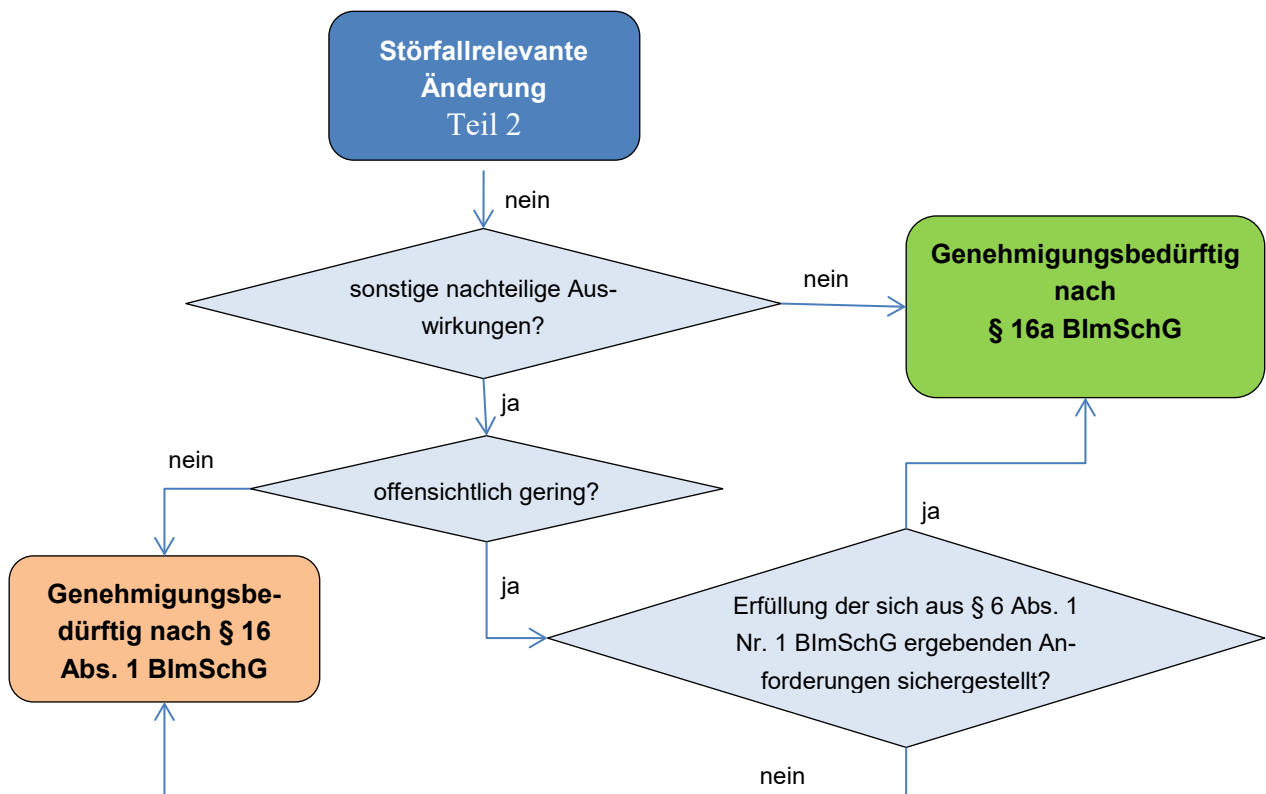 Störfallrelevante
Änderung
Teil 2
nein
sonstige nachteilige Aus-
wirkungen?
nein
Genehmigungsbedürftig
nach
§ 16a BImSchG
ja
nein
offensichtlich gering?
ja
ja
Genehmigungsbe-
dürftig nach § 16
Abs. 1 BImSchG
Erfüllung der sich aus § 6 Abs. 1
Nr. 1 BImSchG ergebenden An-
forderungen sichergestellt?
nein